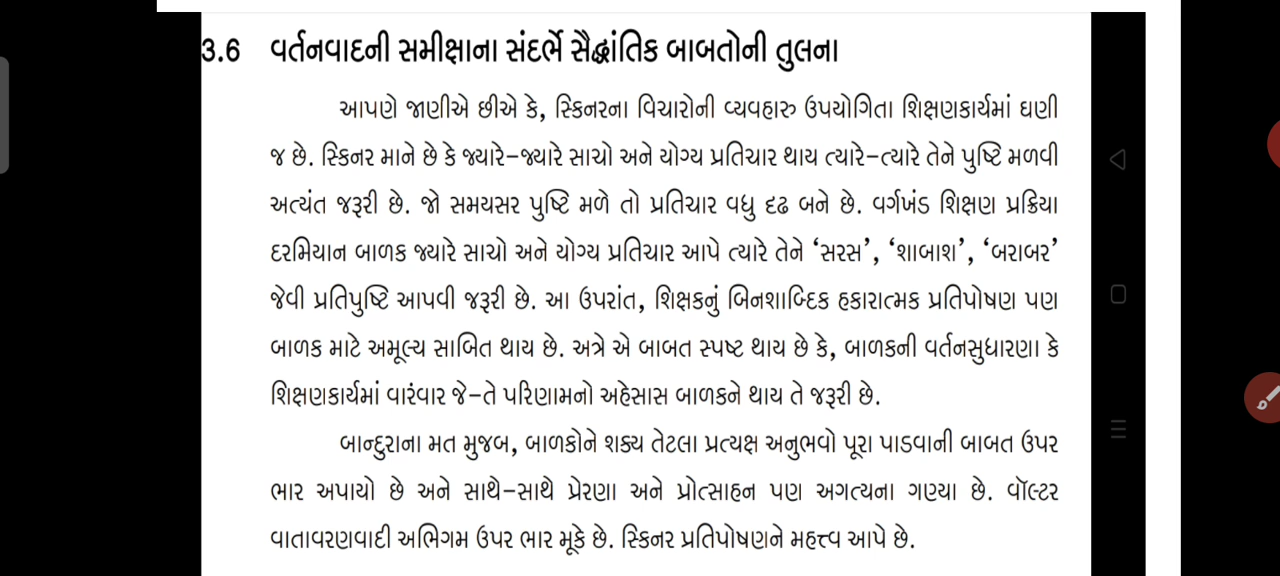 3.6 વર્તનવાદની સમીક્ષાના સંદર્ભે સૈદ્ધાંતિક બાબતોની તુલના
આપણે જાણીએ છીએ કે, સ્કિનરના વિચારોની વ્યવહારુ ઉપયોગિતા શિક્ષણકાર્યમાં ઘણી
જ છે. સ્કિનર માને છે કે જ્યારે-જ્યારે સાચો અને યોગ્ય પ્રતિચાર થાય ત્યારે-ત્યારે તેને પુષ્ટિ મળવી
અત્યંત જરૂરી છે. જો સમયસર પુષ્ટિ મળે તો પ્રતિચાર વધુ દૃઢ બને છે. વર્ગખંડ શિક્ષણ પ્રક્રિયા
દરમિયાન બાળક જ્યારે સાચો અને યોગ્ય પ્રતિચાર આપે ત્યારે તેને ‘સરસ’, ‘શાબાશ’, ‘બરાબર’
જેવી પ્રતિપુષ્ટિ આપવી જરૂરી છે. આ ઉપરાંત, શિક્ષકનું બિનશાબ્દિક હકારાત્મક પ્રતિપોષણ પણ
બાળક માટે અમૂલ્ય સાબિત થાય છે. અત્રે એ બાબત સ્પષ્ટ થાય છે કે, બાળકની વર્તનસુધારણા કે
શિક્ષણકાર્યમાં વારંવાર જે-તે પરિણામનો અહેસાસ બાળકને થાય તે જરૂરી છે.
બાન્દુરાના મત મુજબ, બાળકોને શક્ય તેટલા પ્રત્યક્ષ અનુભવો પૂરા પાડવાની બાબત ઉપર
ભાર અપાયો છે અને સાથે-સાથે પ્રેરણા અને પ્રોત્સાહન પણ અગત્યના ગણ્યા છે. વૉલ્ટર
વાતાવરણવાદી અભિગમ ઉપર ભાર મૂકે છે. સ્કિનર પ્રતિપોષણને મહત્ત્વ આપે છે.